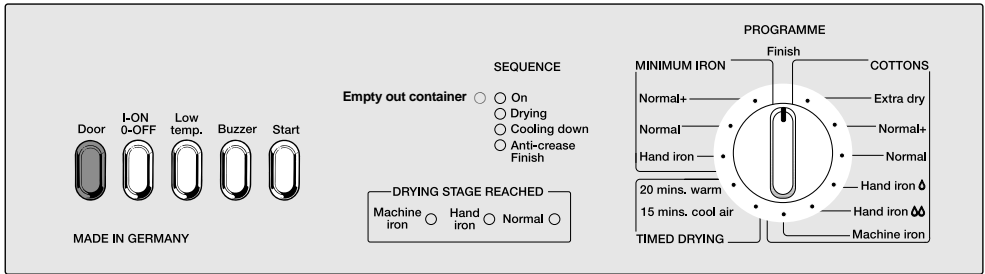 Door
I-ON
0-OFF
Low
temp.
Buzzer
Start
MADE IN GERMANY
SEQUENCE
Empty out container
On
Drying
Cooling down
Anti-crease
Finish
DRYING STAGE REACHED
Machine
iron
Hand
iron
Normal
PROGRAMME
Finish
MINIMUM IRON
Normal+
Normal
Hand iron
20 mins. warm
15 mins. cool air
TIMED DRYING
COTTONS
Extra dry
Normal+
Normal
Hand iron
Hand iron
Machine iron